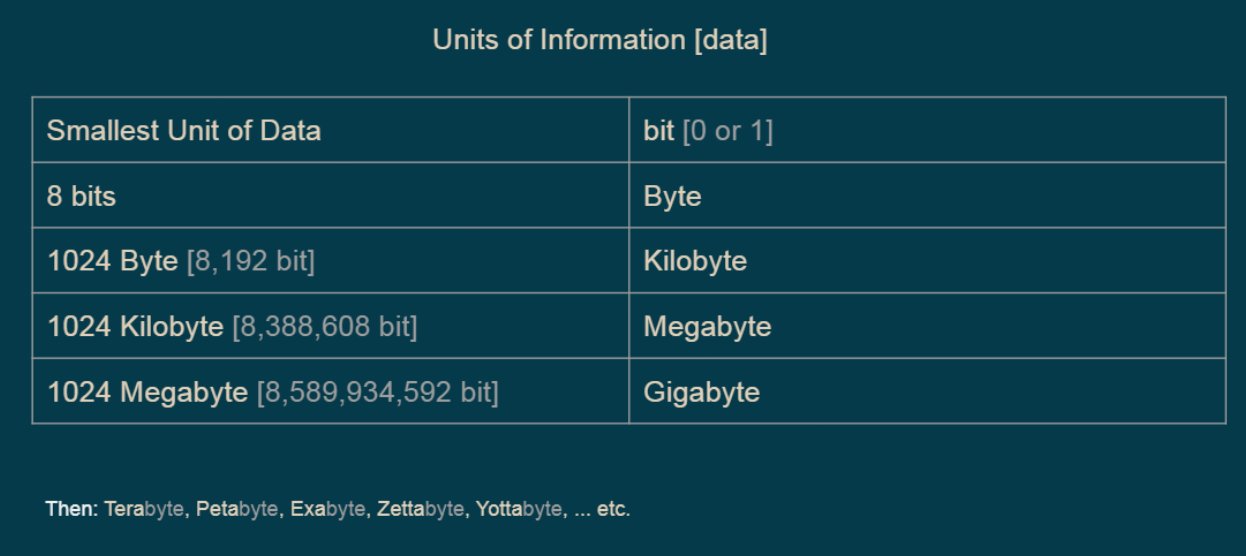 Units of Information [data]
Smallest Unit of Data
bit [0 or 1]
8 bits
Byte
1024 Byte [8,192 bit]
Kilobyte
1024 Kilobyte [8,388,608 bit]
Megabyte
1024 Megabyte [8,589,934,592 bit]
Gigabyte
Then: Terabyte, Petabyte, Exabyte, Zettabyte, Yottabyte, ... etc.